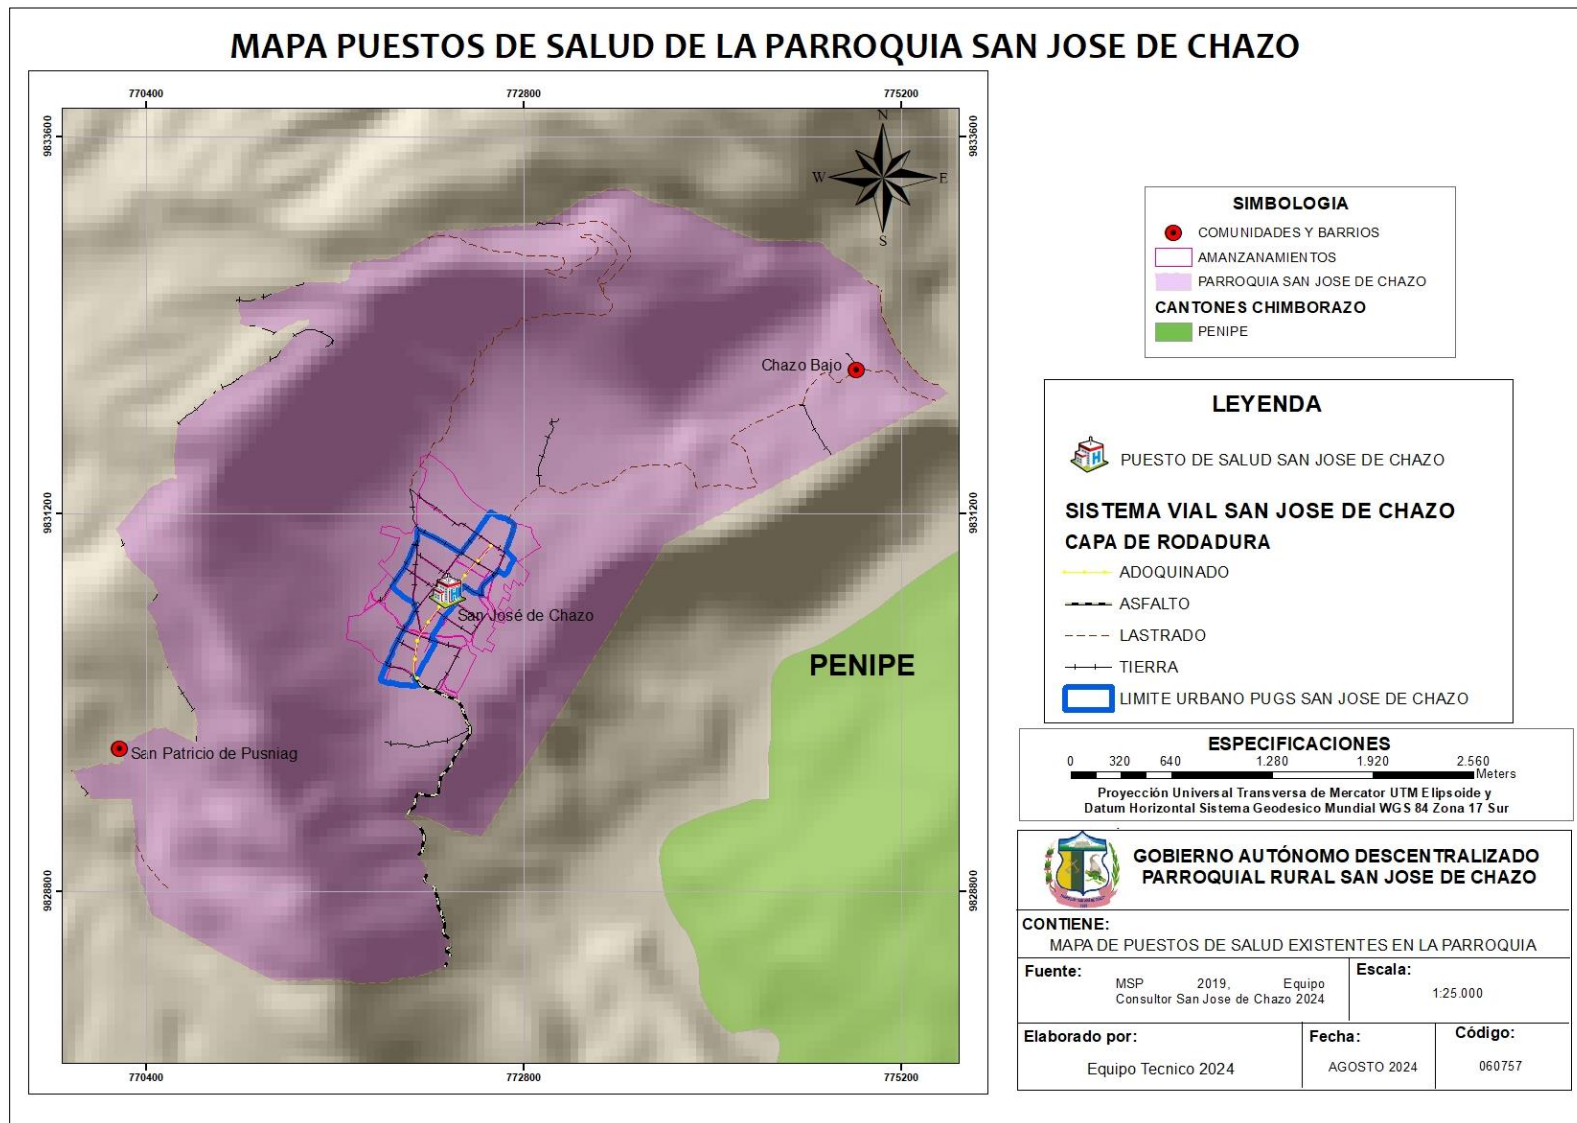 MAPA PUESTOS DE SALUD DE LA PARROQUIA SAN JOSE DE CHAZO
770400
772800
775200
9833600
9833600
N
W
E
S
Chazo Bajo
9831200
9831200
San José de Chazo
PENIPE
San Patricio de Pusniag
9828800
9828800
770400
772800
775200
SIMBOLOGIA
COMUNIDADES Y BARRIOS
AMANZANAMIENTOS
PARROQUIA SAN JOSE DE CHAZO
CANTONES CHIMBORAZO
PENIPE
LEYENDA
H
PUESTO DE SALUD SAN JOSE DE CHAZO
SISTEMA VIAL SAN JOSE DE CHAZO
CAPA DE RODADURA
ADOQUINADO
ASFALTO
LASTRADO
TIERRA
LIMITE URBANO PUGS SAN JOSE DE CHAZO
ESPECIFICACIONES
0 320 640 1.280 1.920 2.560
Meters
Proyección Universal Transversa de Mercator UTM Elipsoide y
Datum Horizontal Sistema Geodesico Mundial WGS 84 Zona 17 Sur
GOBIERNO AUTÓNOMO DESCENTRALIZADO
PARROQUIAL RURAL SAN JOSE DE CHAZO
CONTIENE:
MAPA DE PUESTOS DE SALUD EXISTENTES EN LA PARROQUIA
Fuente:
MSP 2019, Equipo
Consultor San Jose de Chazo 2024
Escala:
1:25.000
Elaborado por:
Equipo Tecnico 2024
Fecha:
AGOSTO 2024
Código:
060757